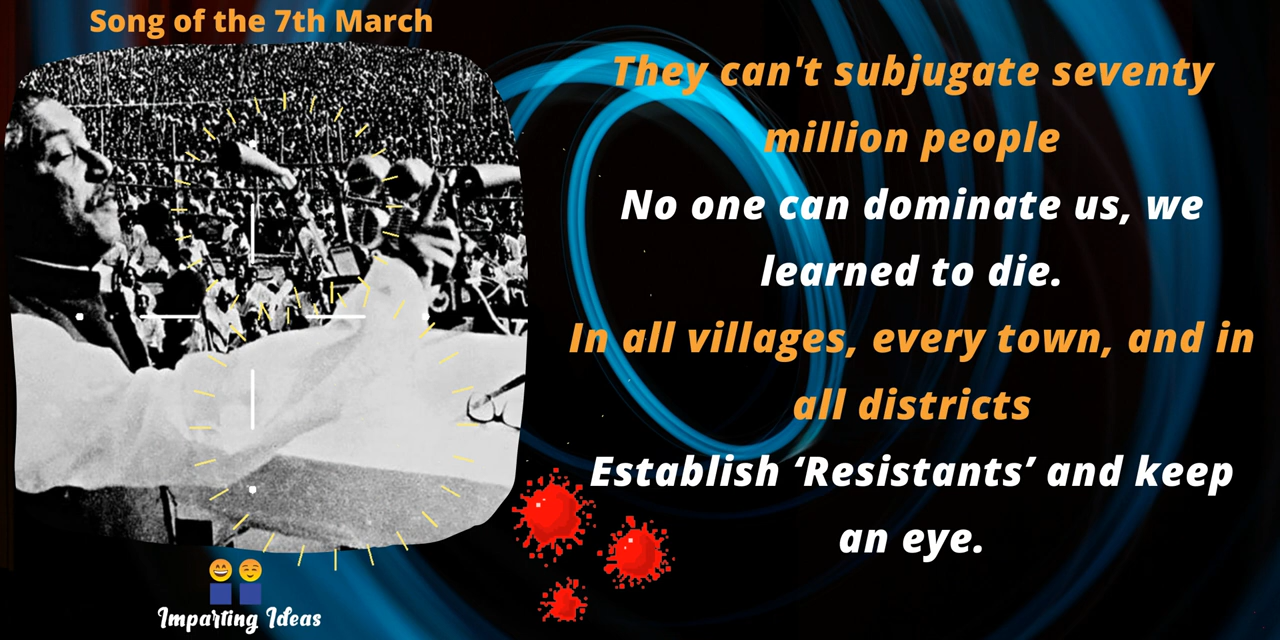 Song of the 7th March
They can't subjugate seventy
million people
No one can dominate us, we
learned to die.
In all villages, every town, and in
all districts
Establish ‘Resistants’ and keep
an eye.
Imparting Ideas